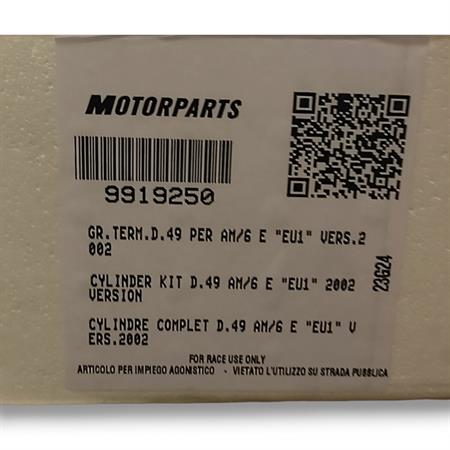 MOTORPARTS
9919250
GR.TERM.D.49 PER AM/6 E "EU1" VERS.2
002
CYLINDER KIT D.49 AM/6 E "EU1" 2002
VERSION
CYLINDRE COMPLET D.49 AM/6 E "EU1" V
ERS.2002
23G24
FOR RACE USE ONLY
ARTICOLO PER IMPIEGO AGONISTICO - VIETATO L'UTILIZZO SU STRADA PUBBLICA